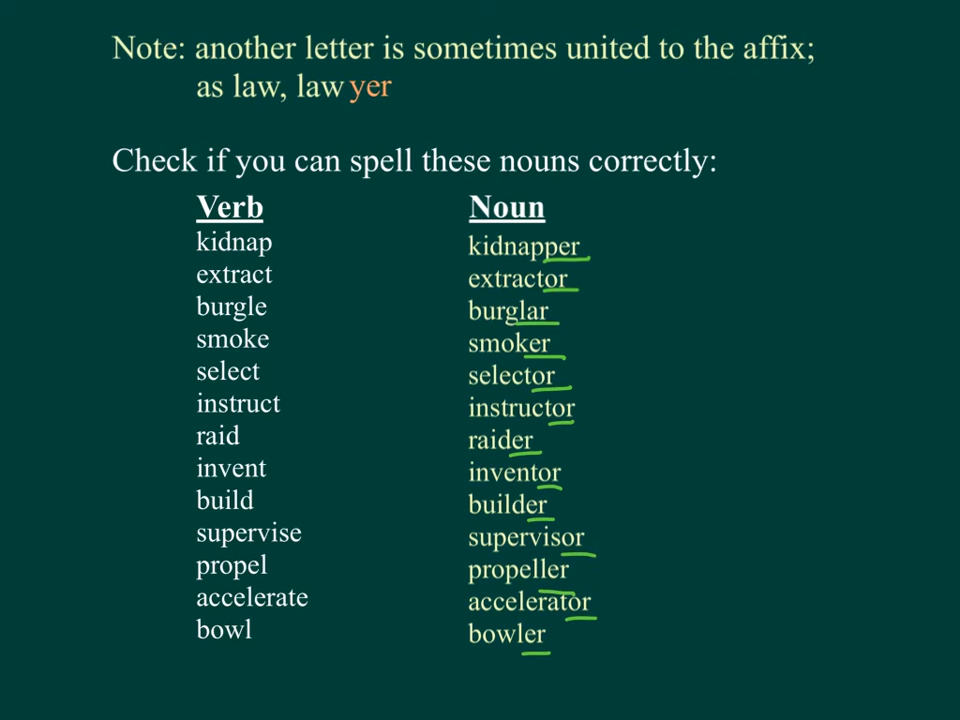 Note: another letter is sometimes united to the affix;
as law, lawyer
Check if you can spell these nouns correctly:
Verb Noun
kidnap kidnapper
extract extractor
burgle burglar
smoke smoker
select selector
instruct instructor
raid raider
invent inventor
build builder
supervise supervisor
propel propeller
accelerate accelerator
bowl bowler